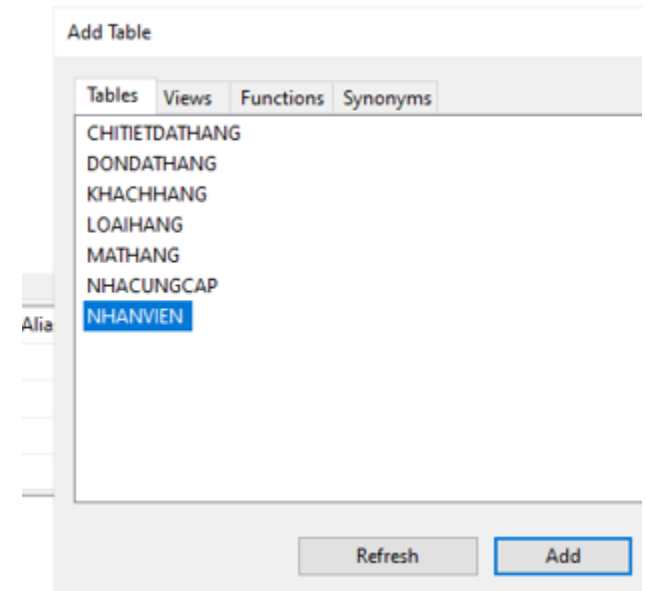 Add Table
Tables Views Functions Synonyms
CHITIETDATHANG
DONDATHANG
KHACHHANG
LOAIHANG
MATHANG
NHACUNGCAP
Alia NHANVIEN
Refresh Add